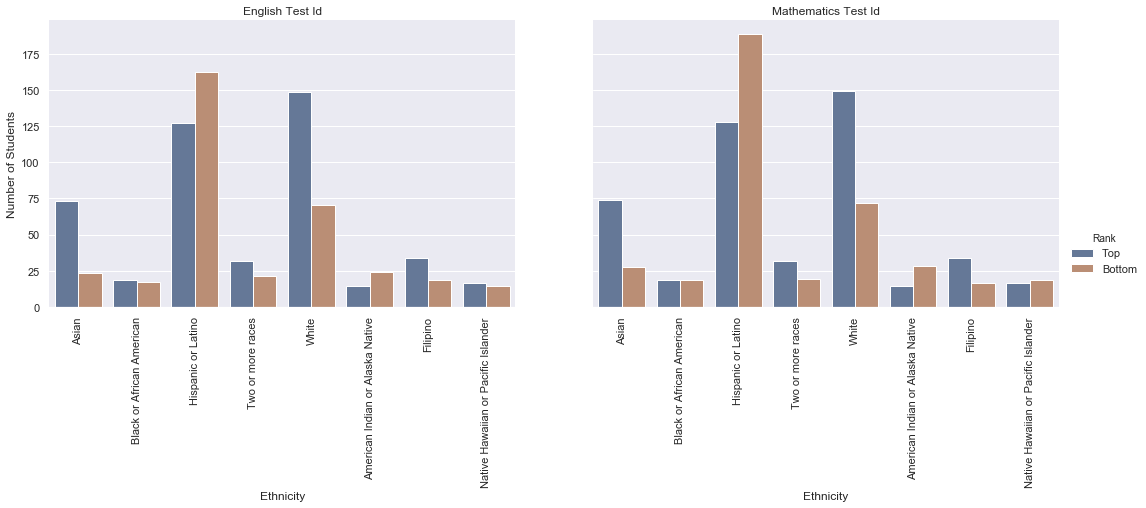 English Test Id
Mathematics Test Id
Number of Students
175
150
125
100
75
50
25
0
Asian
Black or African American
Hispanic or Latino
Two or more races
White
American Indian or Alaska Native
Filipino
Native Hawaiian or Pacific Islander
Ethnicity
Asian
Black or African American
Hispanic or Latino
Two or more races
White
American Indian or Alaska Native
Filipino
Native Hawaiian or Pacific Islander
Ethnicity
Rank
Top
Bottom